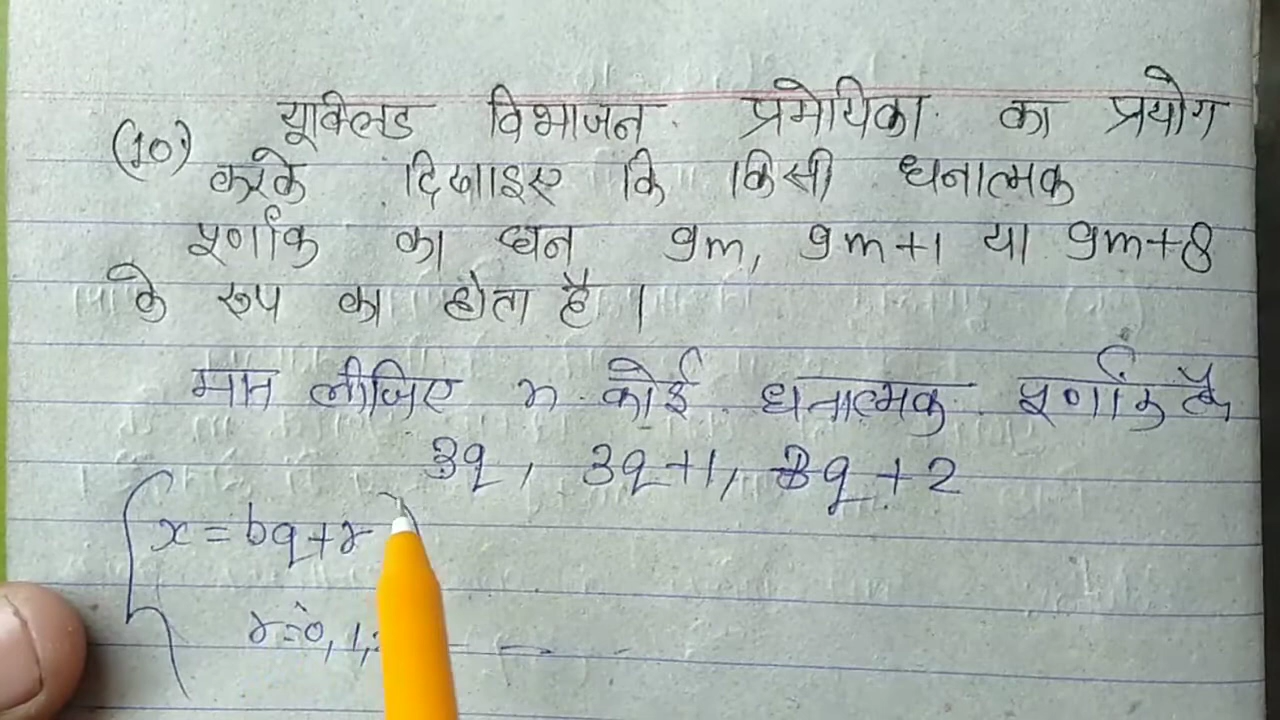 (10) यूक्लिड विभाजन प्रमेयिका का प्रयोग
करके दिखाइए कि किसी धनात्मक
पूर्णांक का घन 9m, 9m+1 या 9m+8
के रूप का होता है ।
मान लीजिए x कोई धनात्मक पूर्णांक है
3q, 3q+1, 3q+2
x = bq+r
r=0, 1,